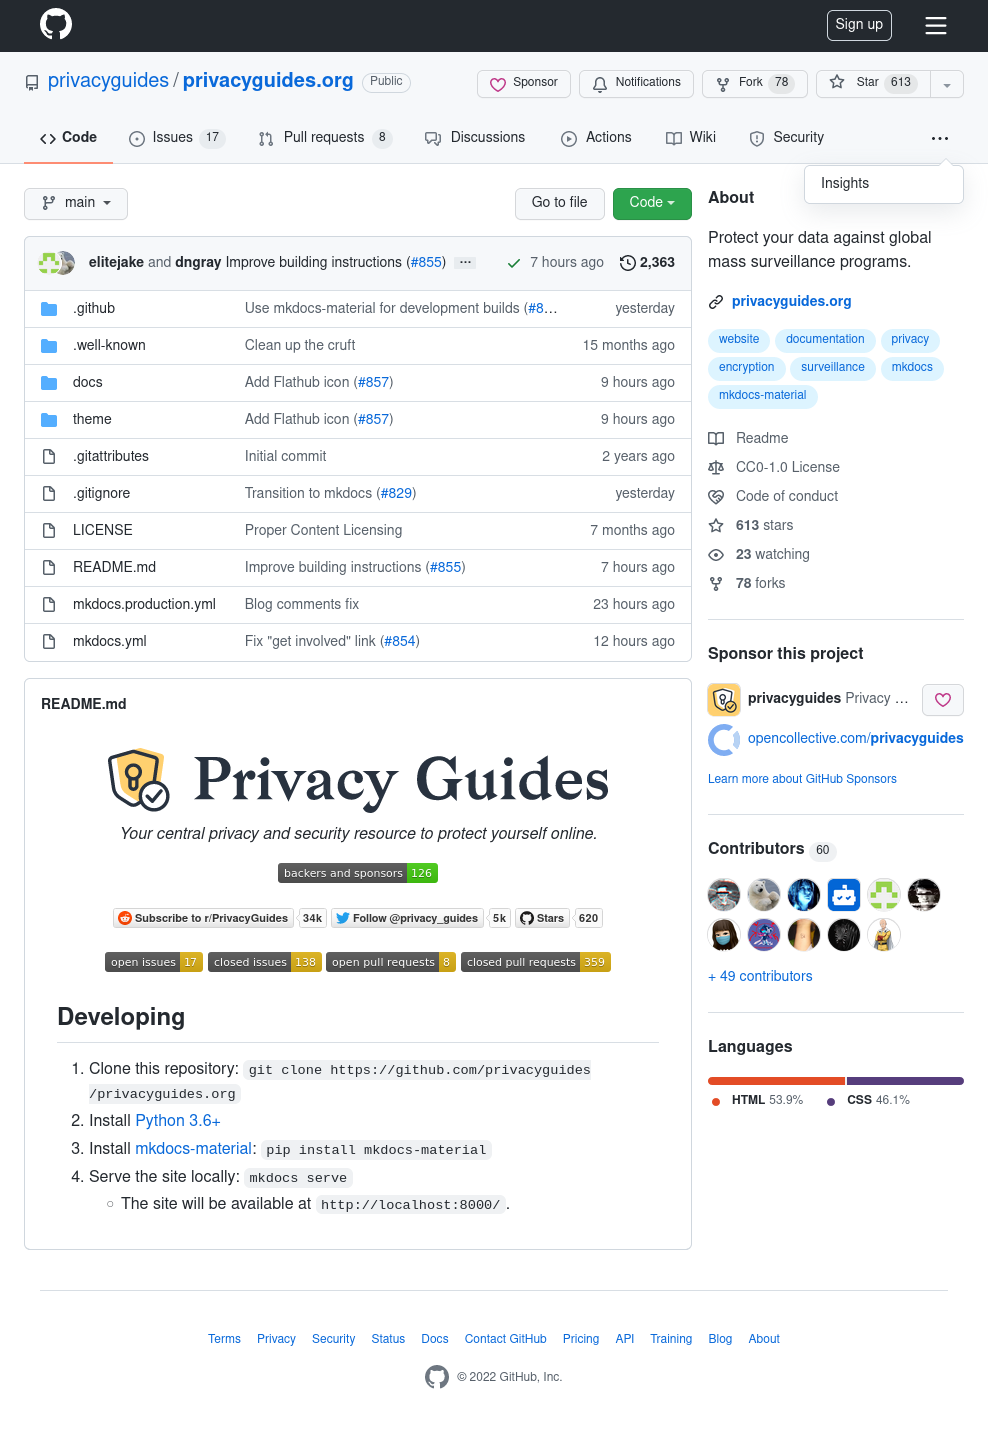 Sign up
privacyguides / privacyguides.org Public
Sponsor Notifications Fork 78 Star 613
Code Issues 17 Pull requests 8 Discussions Actions Wiki Security
Insights
main Go to file Code
elitejake and dngray Improve building instructions (#855) 7 hours ago 2,363
.github Use mkdocs-material for development builds (#8… yesterday
.well-known Clean up the cruft 15 months ago
docs Add Flathub icon (#857) 9 hours ago
theme Add Flathub icon (#857) 9 hours ago
.gitattributes Initial commit 2 years ago
.gitignore Transition to mkdocs (#829) yesterday
LICENSE Proper Content Licensing 7 months ago
README.md Improve building instructions (#855) 7 hours ago
mkdocs.production.yml Blog comments fix 23 hours ago
mkdocs.yml Fix "get involved" link (#854) 12 hours ago
README.md
Privacy Guides
Your central privacy and security resource to protect yourself online.
backers and sponsors 126
Subscribe to r/PrivacyGuides 34k Follow @privacy_guides 5k Stars 620
open issues 17 closed issues 138 open pull requests 8 closed pull requests 359
Developing
1. Clone this repository: git clone https://github.com/privacyguides
/privacyguides.org
2. Install Python 3.6+
3. Install mkdocs-material: pip install mkdocs-material
4. Serve the site locally: mkdocs serve
The site will be available at http://localhost:8000/.
About
Protect your data against global
mass surveillance programs.
privacyguides.org
website documentation privacy
encryption surveillance mkdocs
mkdocs-material
Readme
CC0-1.0 License
Code of conduct
613 stars
23 watching
78 forks
Sponsor this project
privacyguides Privacy …
opencollective.com/privacyguides
Learn more about GitHub Sponsors
Contributors 60
+ 49 contributors
Languages
HTML 53.9% CSS 46.1%
Terms Privacy Security Status Docs Contact GitHub Pricing API Training Blog About
© 2022 GitHub, Inc.